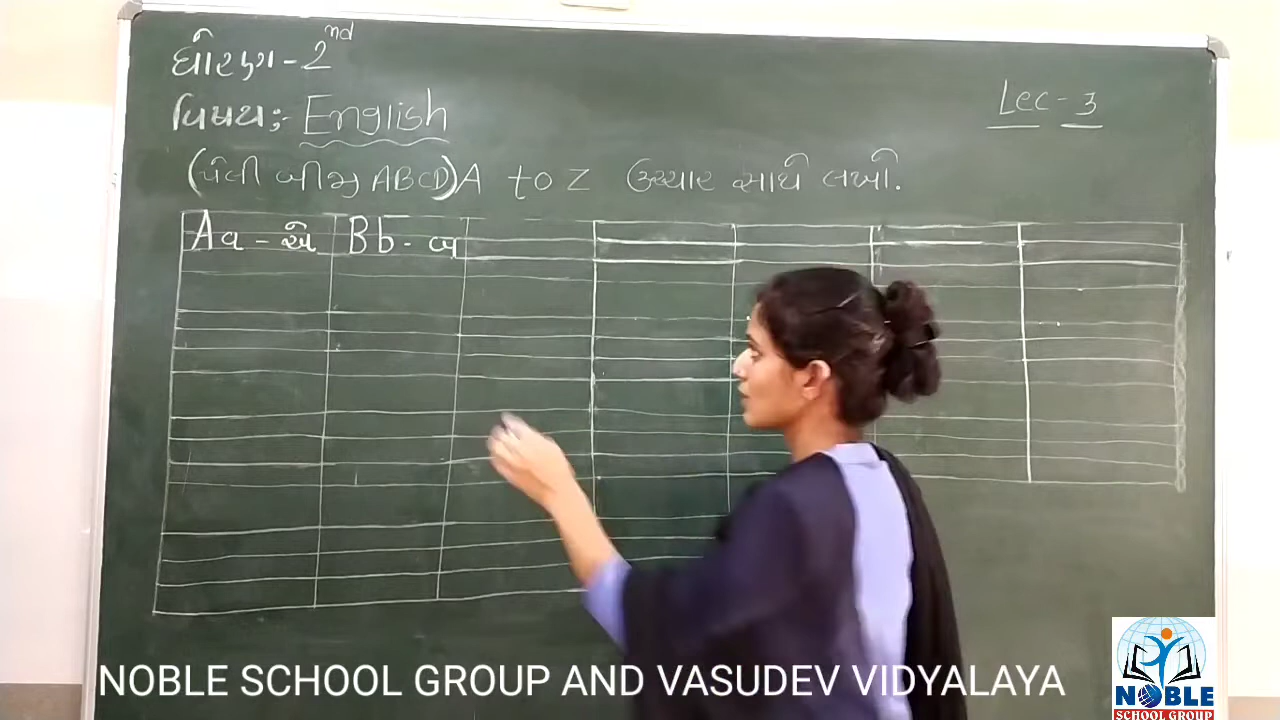 ધોરણ - 2nd
વિષય :- English
Lec - 3
(પેલી બીજી ABCD) A to Z ઉચ્ચાર સાથે લખો.
Aa - એ Bb - બ
NOBLE SCHOOL GROUP AND VASUDEV VIDYALAYA
NOBLE
SCHOOL GROUP